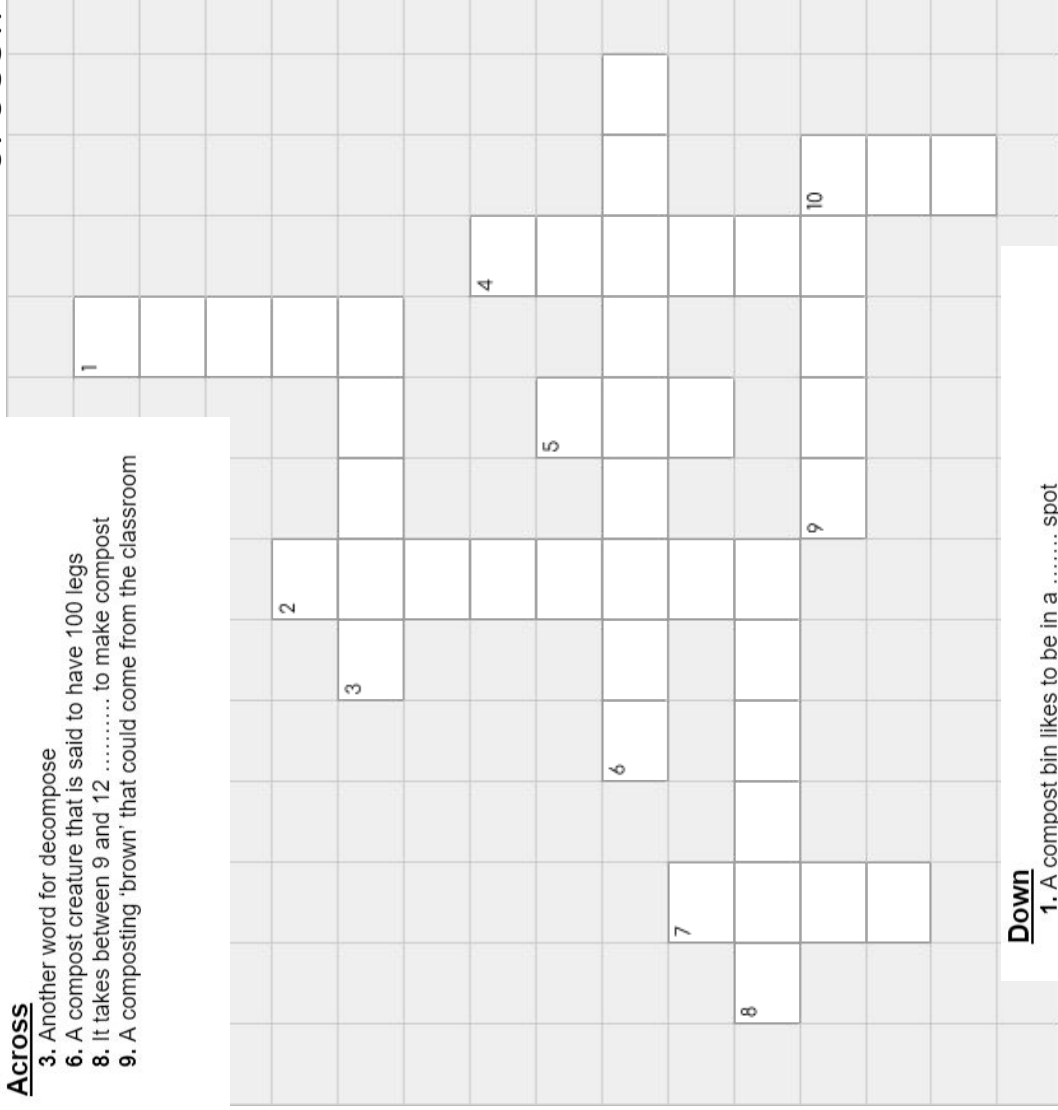 Across
3. Another word for decompose
6. A compost creature that is said to have 100 legs
8. It takes between 9 and 12 ........... to make compost
9. A composting 'brown' that could come from the classroom
1
2
3
4
5
6
7
8
9
10
Down
1. A compost bin likes to be in a ....... spot